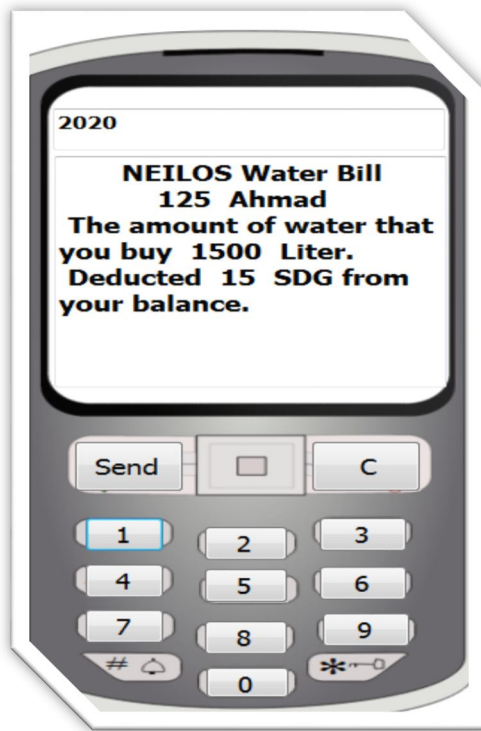 2020
NEILOS Water Bill
125 Ahmad
The amount of water that
you buy 1500 Liter.
Deducted 15 SDG from
your balance.
Send
C
1
2
3
4
5
6
7
8
9
#
0
*